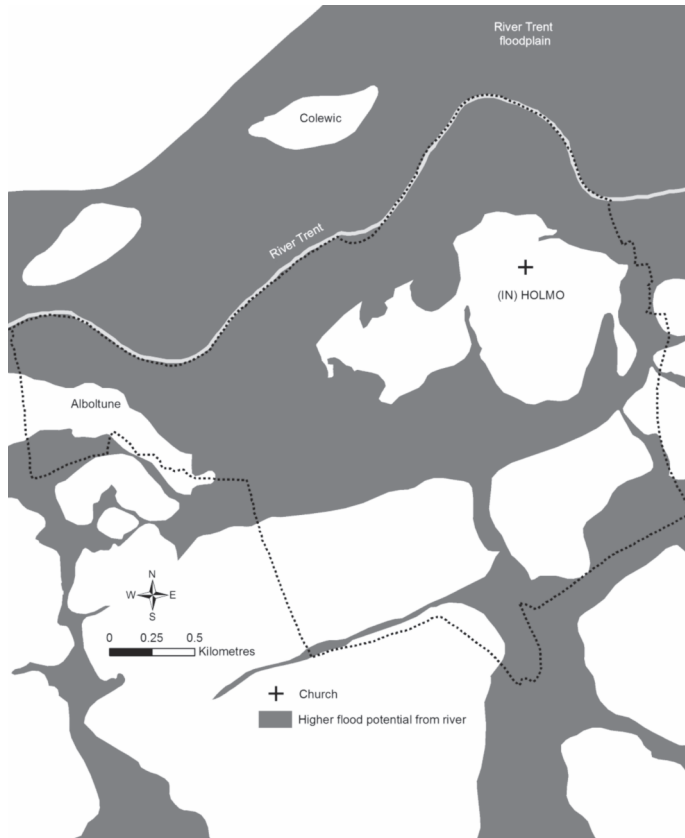 River Trent
floodplain
Colewic
River Trent
(IN) HOLMO
Alboltune
N
W E
S
0 0.25 0.5
Kilometres
Church
Higher flood potential from river